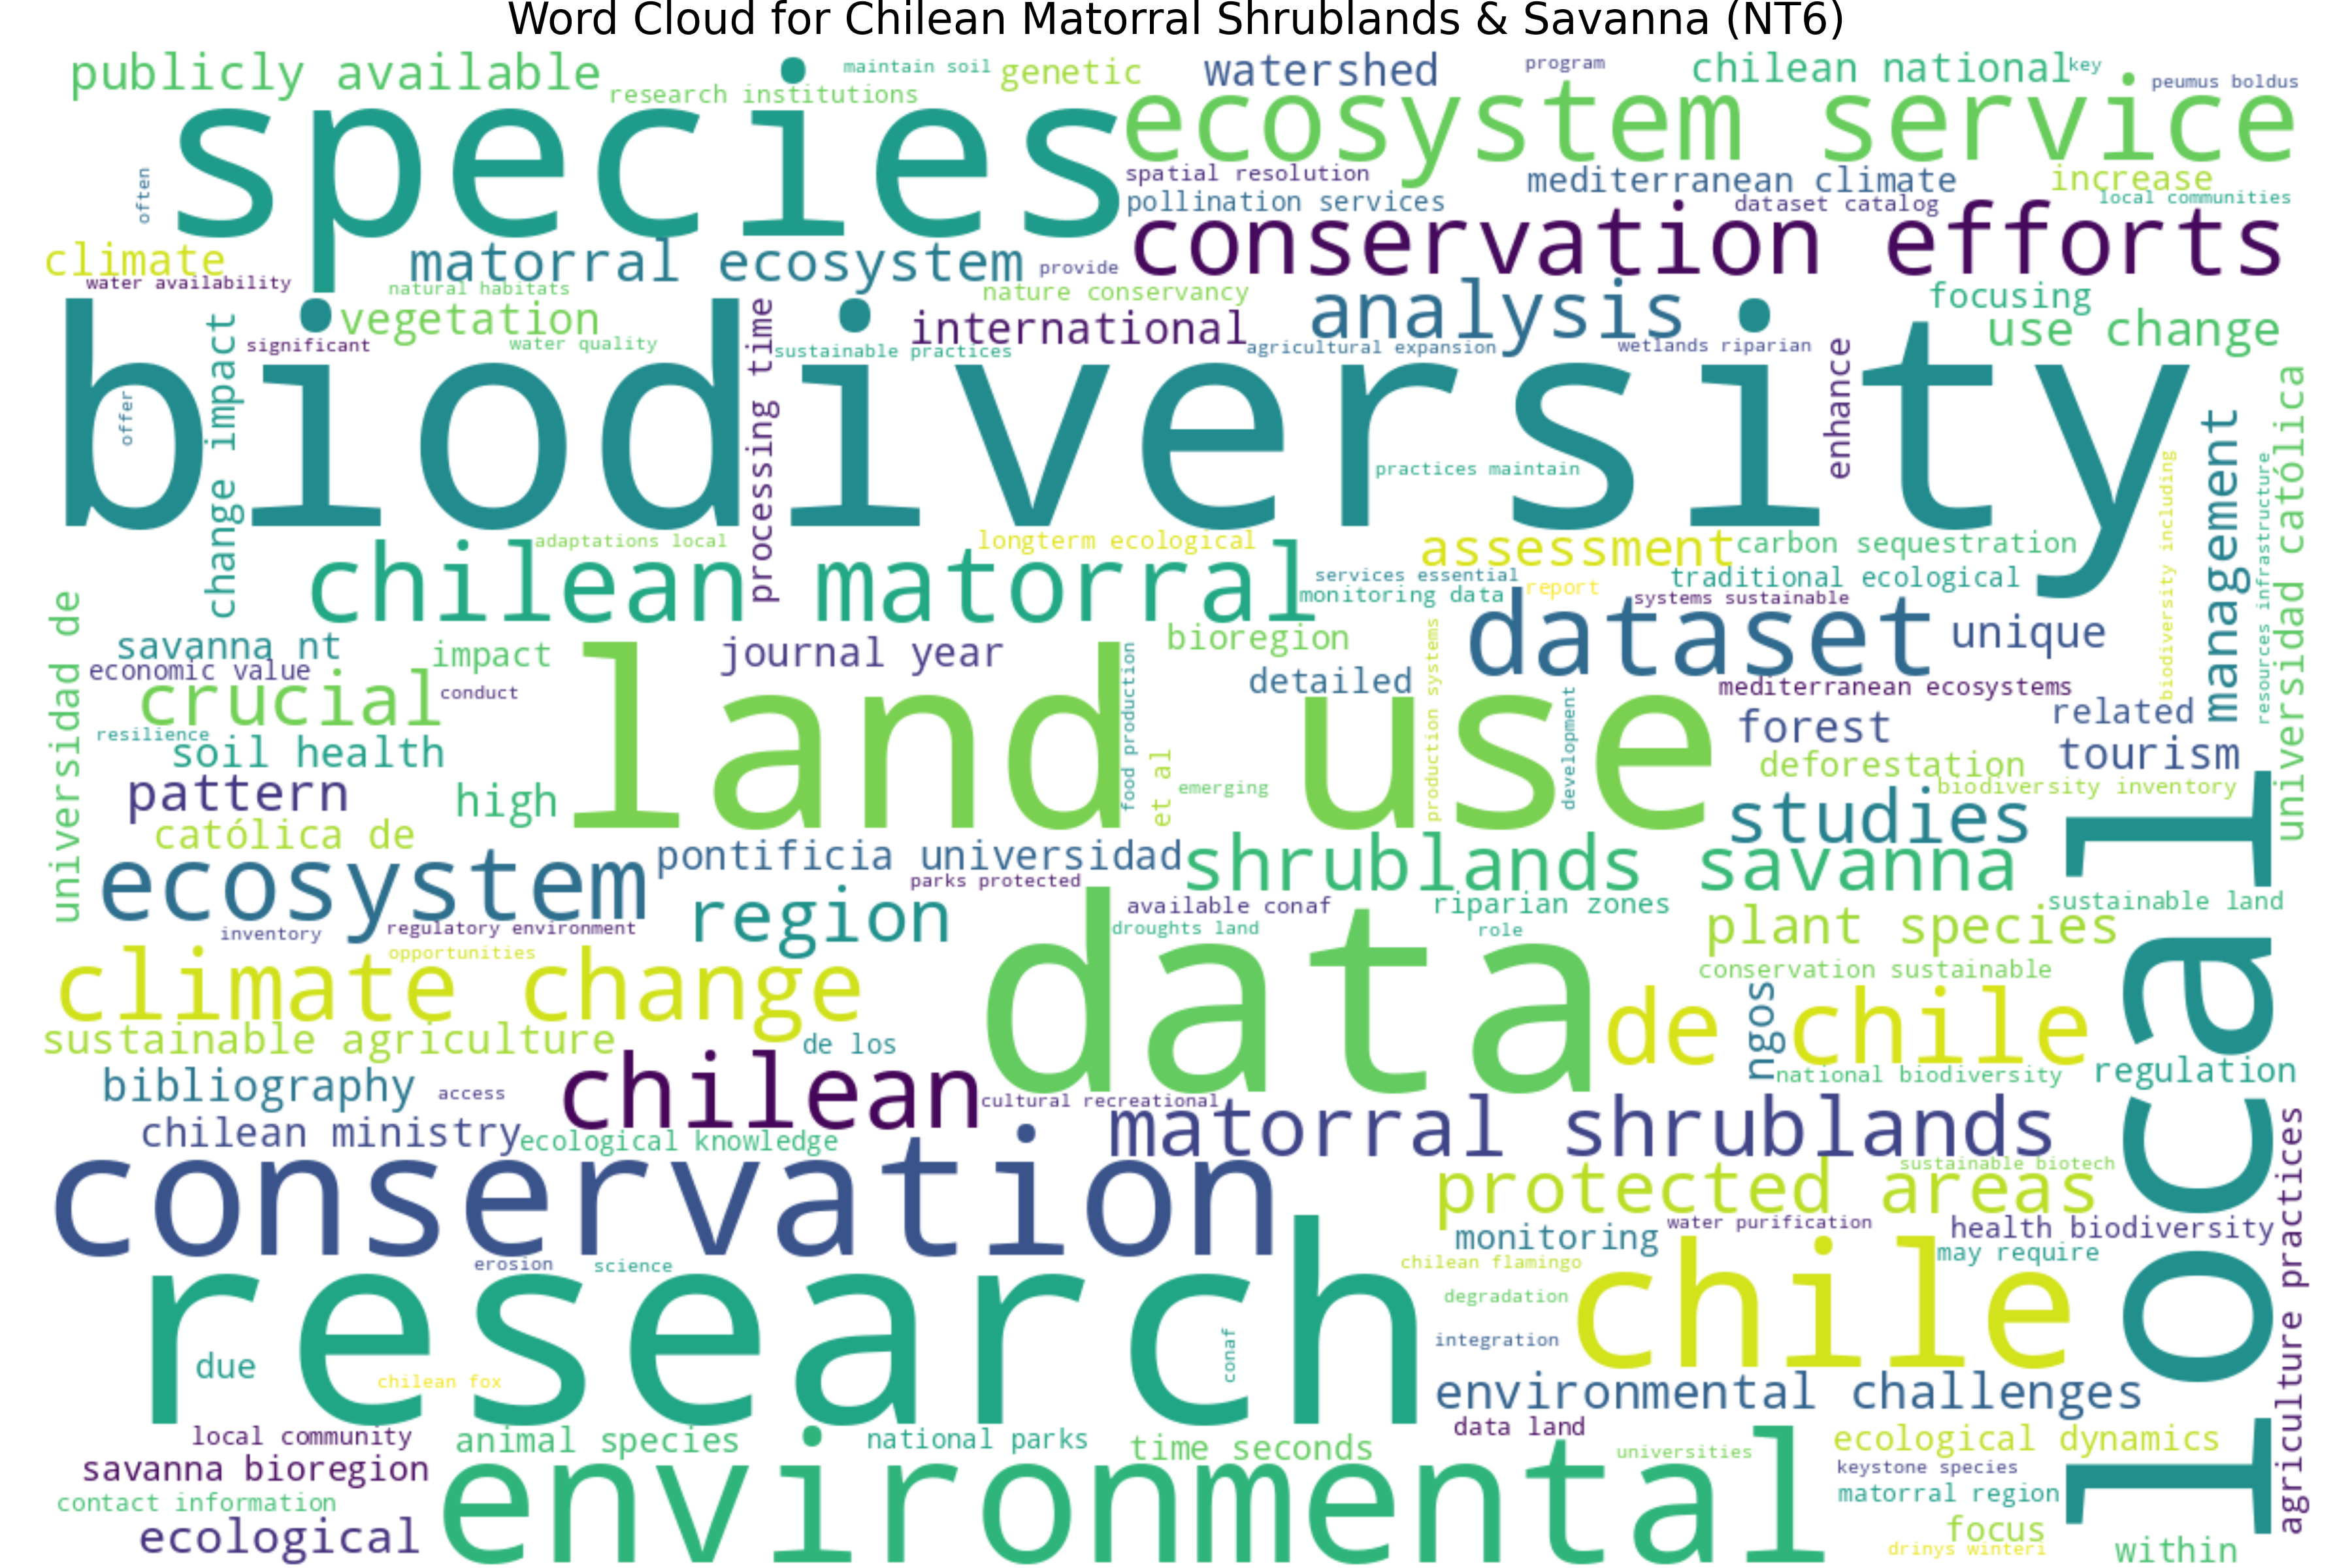 Word Cloud for Chilean Matorral Shrublands & Savanna (NT6)
publicly available
maintain soil
genetic
watershed
program
chilean national
key
peumus boldus
research institutions
species
ecosystem service
often
spatial resolution
mediterranean climate
increase
pollination services
dataset catalog
local communities
conservation efforts
climate
matorral ecosystem
provide
water availability
natural habitats
nature conservancy
analysis
focusing
vegetation
international
use change
significant
water quality
sustainable practices
agricultural expansion
wetlands riparian
biodiversity
offer
change impact
processing time
enhance
practices maintain
management
biodiversity including
resources infrastructure
universidad católica
adaptations local
longterm ecological
assessment
carbon sequestration
chilean matorral
services essential
report
traditional ecological
monitoring data
systems sustainable
universidad de
savanna nt
impact
journal year
bioregion
dataset
unique
economic value
crucial
conduct
land use
food production
et al
detailed
production systems
development
mediterranean ecosystems
related
forest
resilience
soil health
tourism
deforestation
pattern
high
emerging
biodiversity inventory
studies
católica de
ecosystem
pontificia universidad
shrublands savanna
local
parks protected
region
available conaf
riparian zones
sustainable land
inventory
regulatory environment
droughts land
role
plant species
opportunities
climate change
data
conservation sustainable
de chile
ngos
sustainable agriculture
de los
national biodiversity
regulation
bibliography
access
chilean
cultural recreational
matorral shrublands
chilean ministry
ecological knowledge
conservation
sustainable biotech
protected areas
agriculture practices
water purification
health biodiversity
monitoring
may require
erosion
science
chilean flamingo
chile
research
degradation
integration
conaf
due
chilean fox
environmental challenges
local community
animal species
national parks
time seconds
data land
universities
ecological dynamics
savanna bioregion
environmental
keystone species
contact information
matorral region
ecological
focus
drinys winteri
within